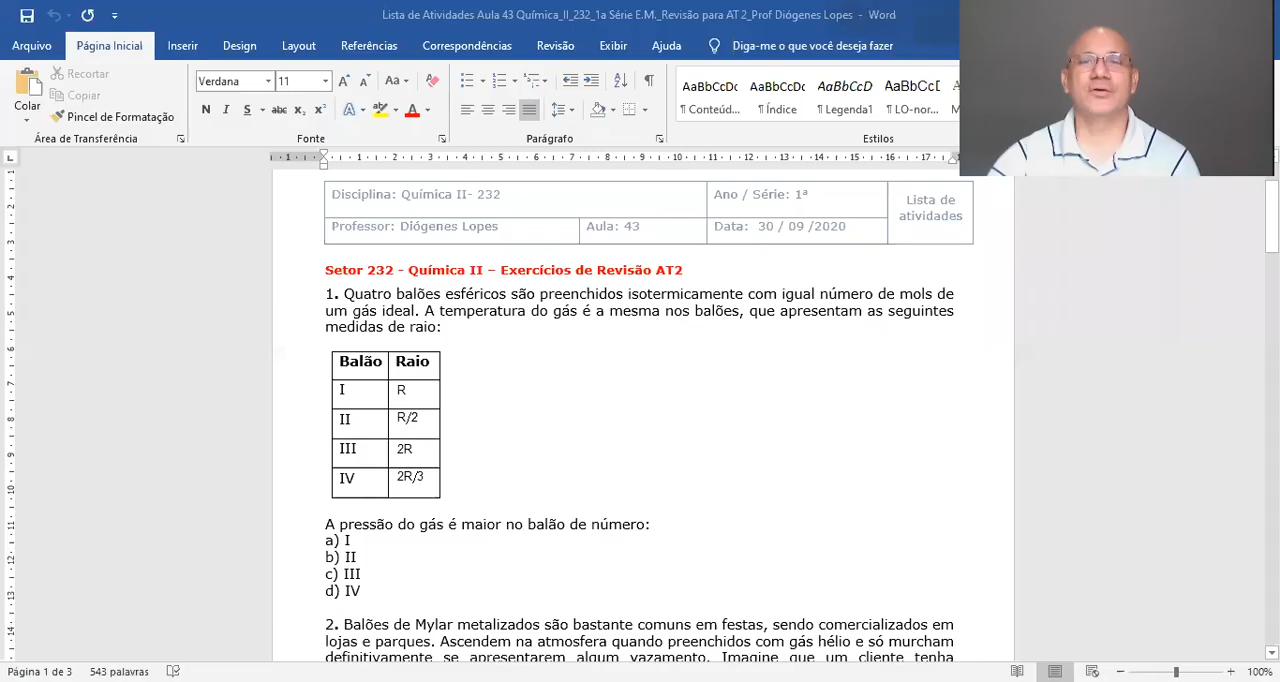 Lista de Atividades Aula 43 Química_II_232_1a Série E.M._Revisão para AT2_Prof Diógenes Lopes - Word
Arquivo Página Inicial Inserir Design Layout Referências Correspondências Revisão Exibir Ajuda Diga-me o que você deseja fazer
Colar
Recortar
Copiar
Pincel de Formatação
Área de Transferência
Verdana 11
Aa
N I S abc x₂ x²
Fonte
Parágrafo
AaBbCcDc AaBbCcDc AaBbCcD AaBbCcD
¶ Conteúd... ¶ Índice ¶ Legenda1 ¶ LO-nor...
Estilos
Disciplina: Química II- 232
Ano / Série: 1ª
Lista de
atividades
Professor: Diógenes Lopes
Aula: 43
Data: 30 / 09 /2020
Setor 232 - Química II – Exercícios de Revisão AT2
1. Quatro balões esféricos são preenchidos isotermicamente com igual número de mols de
um gás ideal. A temperatura do gás é a mesma nos balões, que apresentam as seguintes
medidas de raio:
Balão Raio
I R
II R/2
III 2R
IV 2R/3
A pressão do gás é maior no balão de número:
a) I
b) II
c) III
d) IV
2. Balões de Mylar metalizados são bastante comuns em festas, sendo comercializados em
lojas e parques. Ascendem na atmosfera quando preenchidos com gás hélio e só murcham
definitivamente se apresentarem algum vazamento. Imagine que um cliente tenha
Página 1 de 3 543 palavras 100%